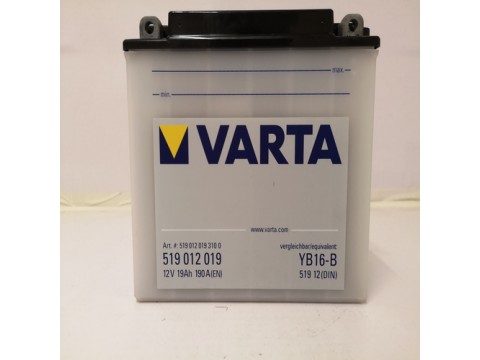 max.
min.
VARTA
www.varta.com
Art. #: 519 012 019 310 0
vergleichbar/equivalent:
519 012 019
YB16-B
12V 19Ah 190A(EN)
519 12(DIN)